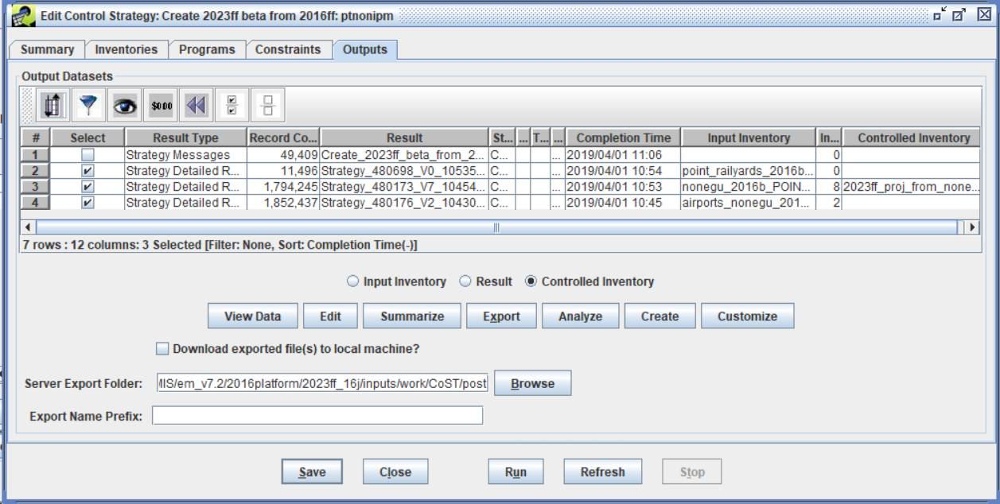 Edit Control Strategy: Create 2023ff beta from 2016ff: ptnonipm
Summary Inventories Programs Constraints Outputs
Output Datasets
$0.00
# Select Result Type Record Co... Result St... ... T... ... Completion Time Input Inventory In... Controlled Inventory
1 Strategy Messages 49,409 Create_2023ff_beta_from_2... C... ... 2019/04/01 11:06 0
2 Strategy Detailed R... 11,496 Strategy_480698_V0_10535... C... ... 2019/04/01 10:54 point_railyards_2016b... 0
3 Strategy Detailed R... 1,794,245 Strategy_480173_V7_10454... C... ... 2019/04/01 10:53 nonegu_2016b_POIN... 8 2023ff_proj_from_none...
4 Strategy Detailed R... 1,852,437 Strategy_480176_V2_10430... C... ... 2019/04/01 10:45 airports_nonegu_201... 2
7 rows : 12 columns: 3 Selected [Filter: None, Sort: Completion Time(-)]
Input Inventory Result Controlled Inventory
View Data Edit Summarize Export Analyze Create Customize
Download exported file(s) to local machine?
Server Export Folder: /em_v7.2/2016platform/2023ff_16j/inputs/work/CoST/post Browse
Export Name Prefix:
Save Close Run Refresh Stop